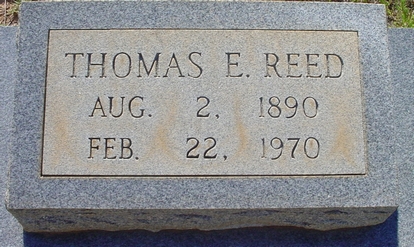 THOMAS E. REED
AUG. 2, 1890
FEB. 22, 1970